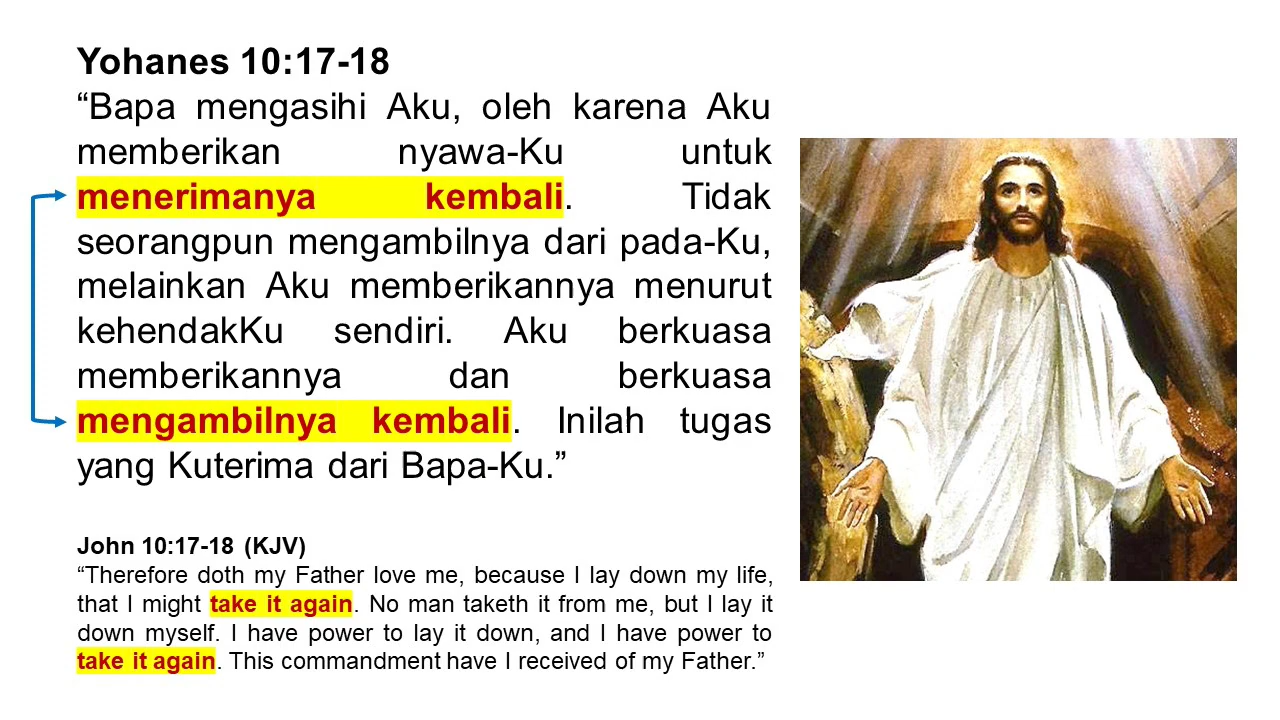 Yohanes 10:17-18
“Bapa mengasihi Aku, oleh karena Aku
memberikan nyawa-Ku untuk
menerimanya kembali. Tidak
seorangpun mengambilnya dari pada-Ku,
melainkan Aku memberikannya menurut
kehendakKu sendiri. Aku berkuasa
memberikannya dan berkuasa
mengambilnya kembali. Inilah tugas
yang Kuterima dari Bapa-Ku.”
John 10:17-18 (KJV)
“Therefore doth my Father love me, because I lay down my life,
that I might take it again. No man taketh it from me, but I lay it
down myself. I have power to lay it down, and I have power to
take it again. This commandment have I received of my Father.”